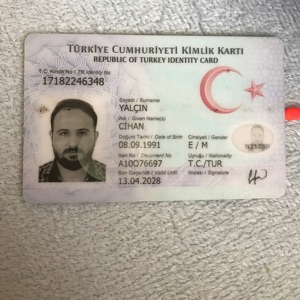 TÜRKİYE CUMHURİYETİ KİMLİK KARTI
REPUBLIC OF TURKEY IDENTITY CARD
T.C. Kimlik No / TR Identity No
17182246348
Soyadı / Surname
YALÇIN
Adı / Given Name(s)
CİHAN
Doğum Tarihi / Date of Birth Cinsiyeti / Gender
08.09.1991 E / M
Seri No / Document No Uyruğu / Nationality
A10O76697 T.C./TUR
Son Geçerlilik / Valid Until İmzası / Signature
13.04.2028